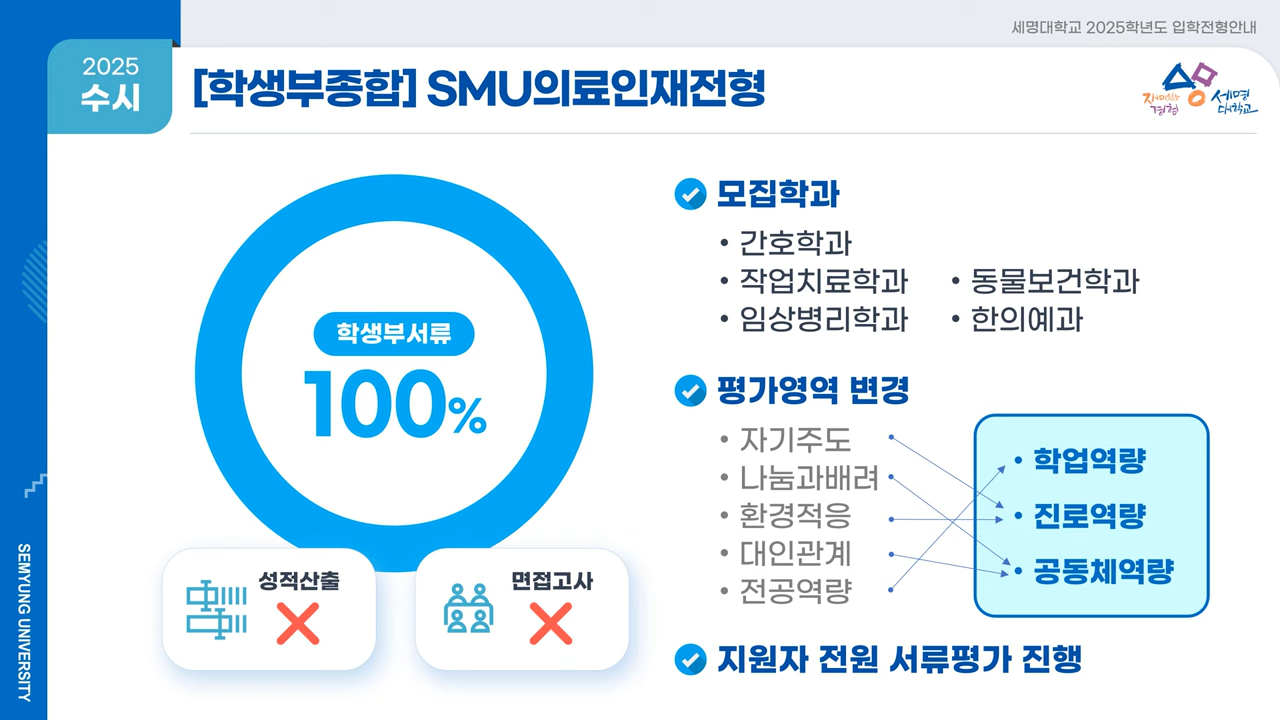 세명대학교 2025학년도 입학전형안내
2025
수시
[학생부종합] SMU의료인재전형
재미있는
경험
세명
대학교
학생부서류
100%
성적산출
면접고사
모집학과
• 간호학과
• 작업치료학과 • 동물보건학과
• 임상병리학과 • 한의예과
평가영역 변경
• 자기주도
• 나눔과배려
• 환경적응
• 대인관계
• 전공역량
• 학업역량
• 진로역량
• 공동체역량
지원자 전원 서류평가 진행
SEMYUNG UNIVERSITY